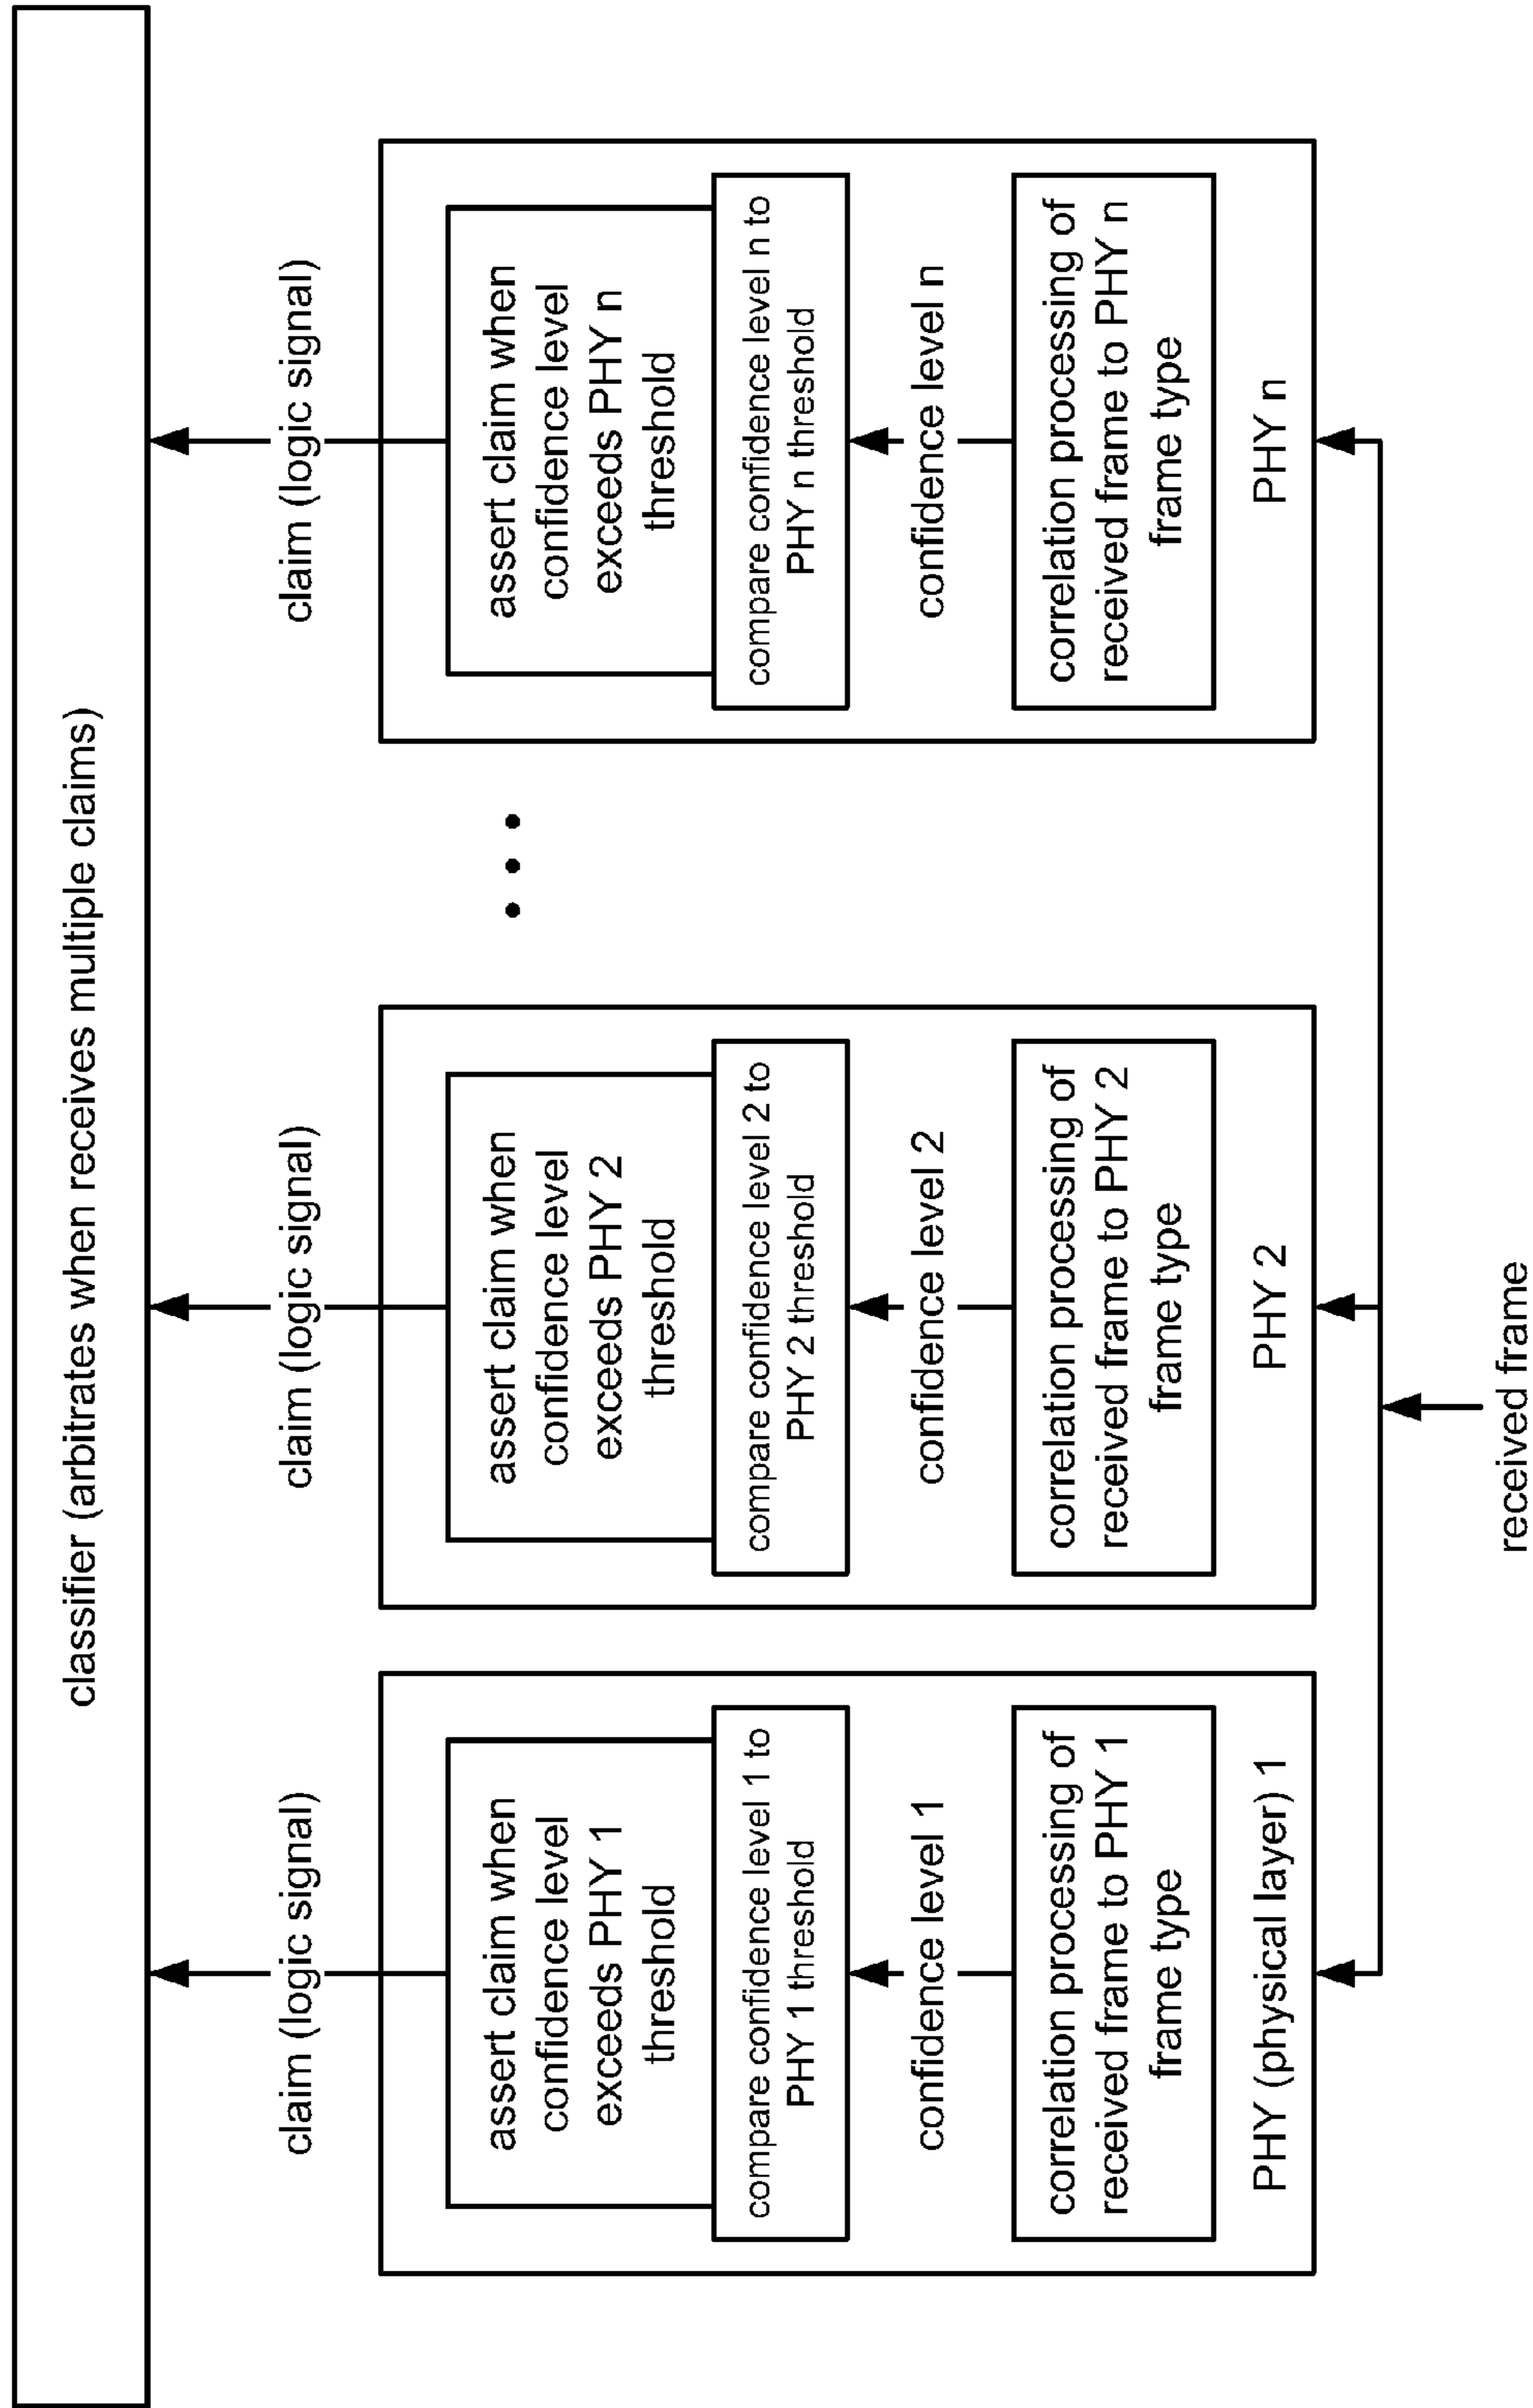 classifier (arbitrates when receives multiple claims)
claim (logic signal)
claim (logic signal)
claim (logic signal)
assert claim when
confidence level
exceeds PHY 1
threshold
compare confidence level 1 to
PHY 1 threshold
confidence level 1
correlation processing of
received frame to PHY 1
frame type
PHY (physical layer) 1
assert claim when
confidence level
exceeds PHY 2
threshold
compare confidence level 2 to
PHY 2 threshold
confidence level 2
correlation processing of
received frame to PHY 2
frame type
PHY 2
assert claim when
confidence level
exceeds PHY n
threshold
compare confidence level n to
PHY n threshold
confidence level n
correlation processing of
received frame to PHY n
frame type
PHY n
received frame